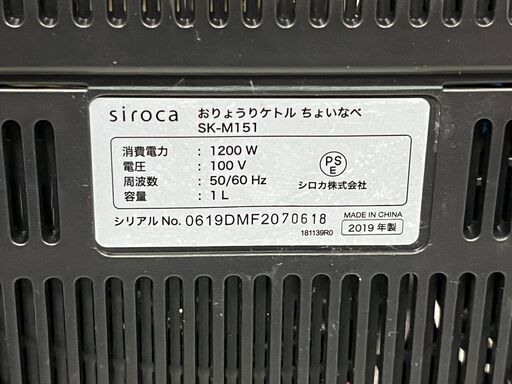 siroca おりょうりケトル ちょいなべ
SK-M151
消費電力 : 1200 W
電圧 : 100 V
周波数 : 50/60 Hz
容量 : 1 L
PS
E
シロカ株式会社
シリアル No. 0619DMF2070618
MADE IN CHINA
181139R0
2019 年製